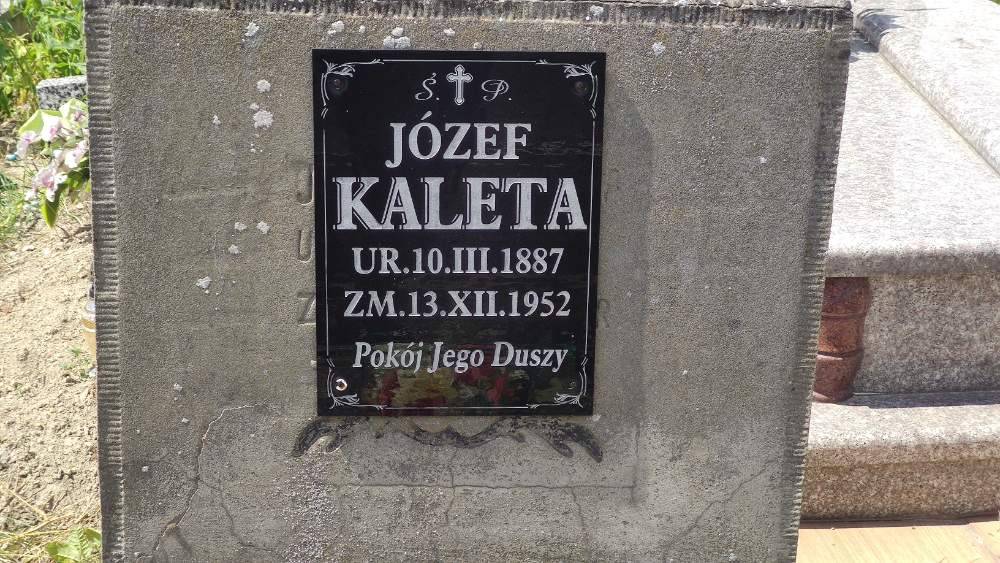 Ś. P.
JÓZEF
KALETA
UR.10.III.1887
ZM.13.XII.1952
Pokój Jego Duszy